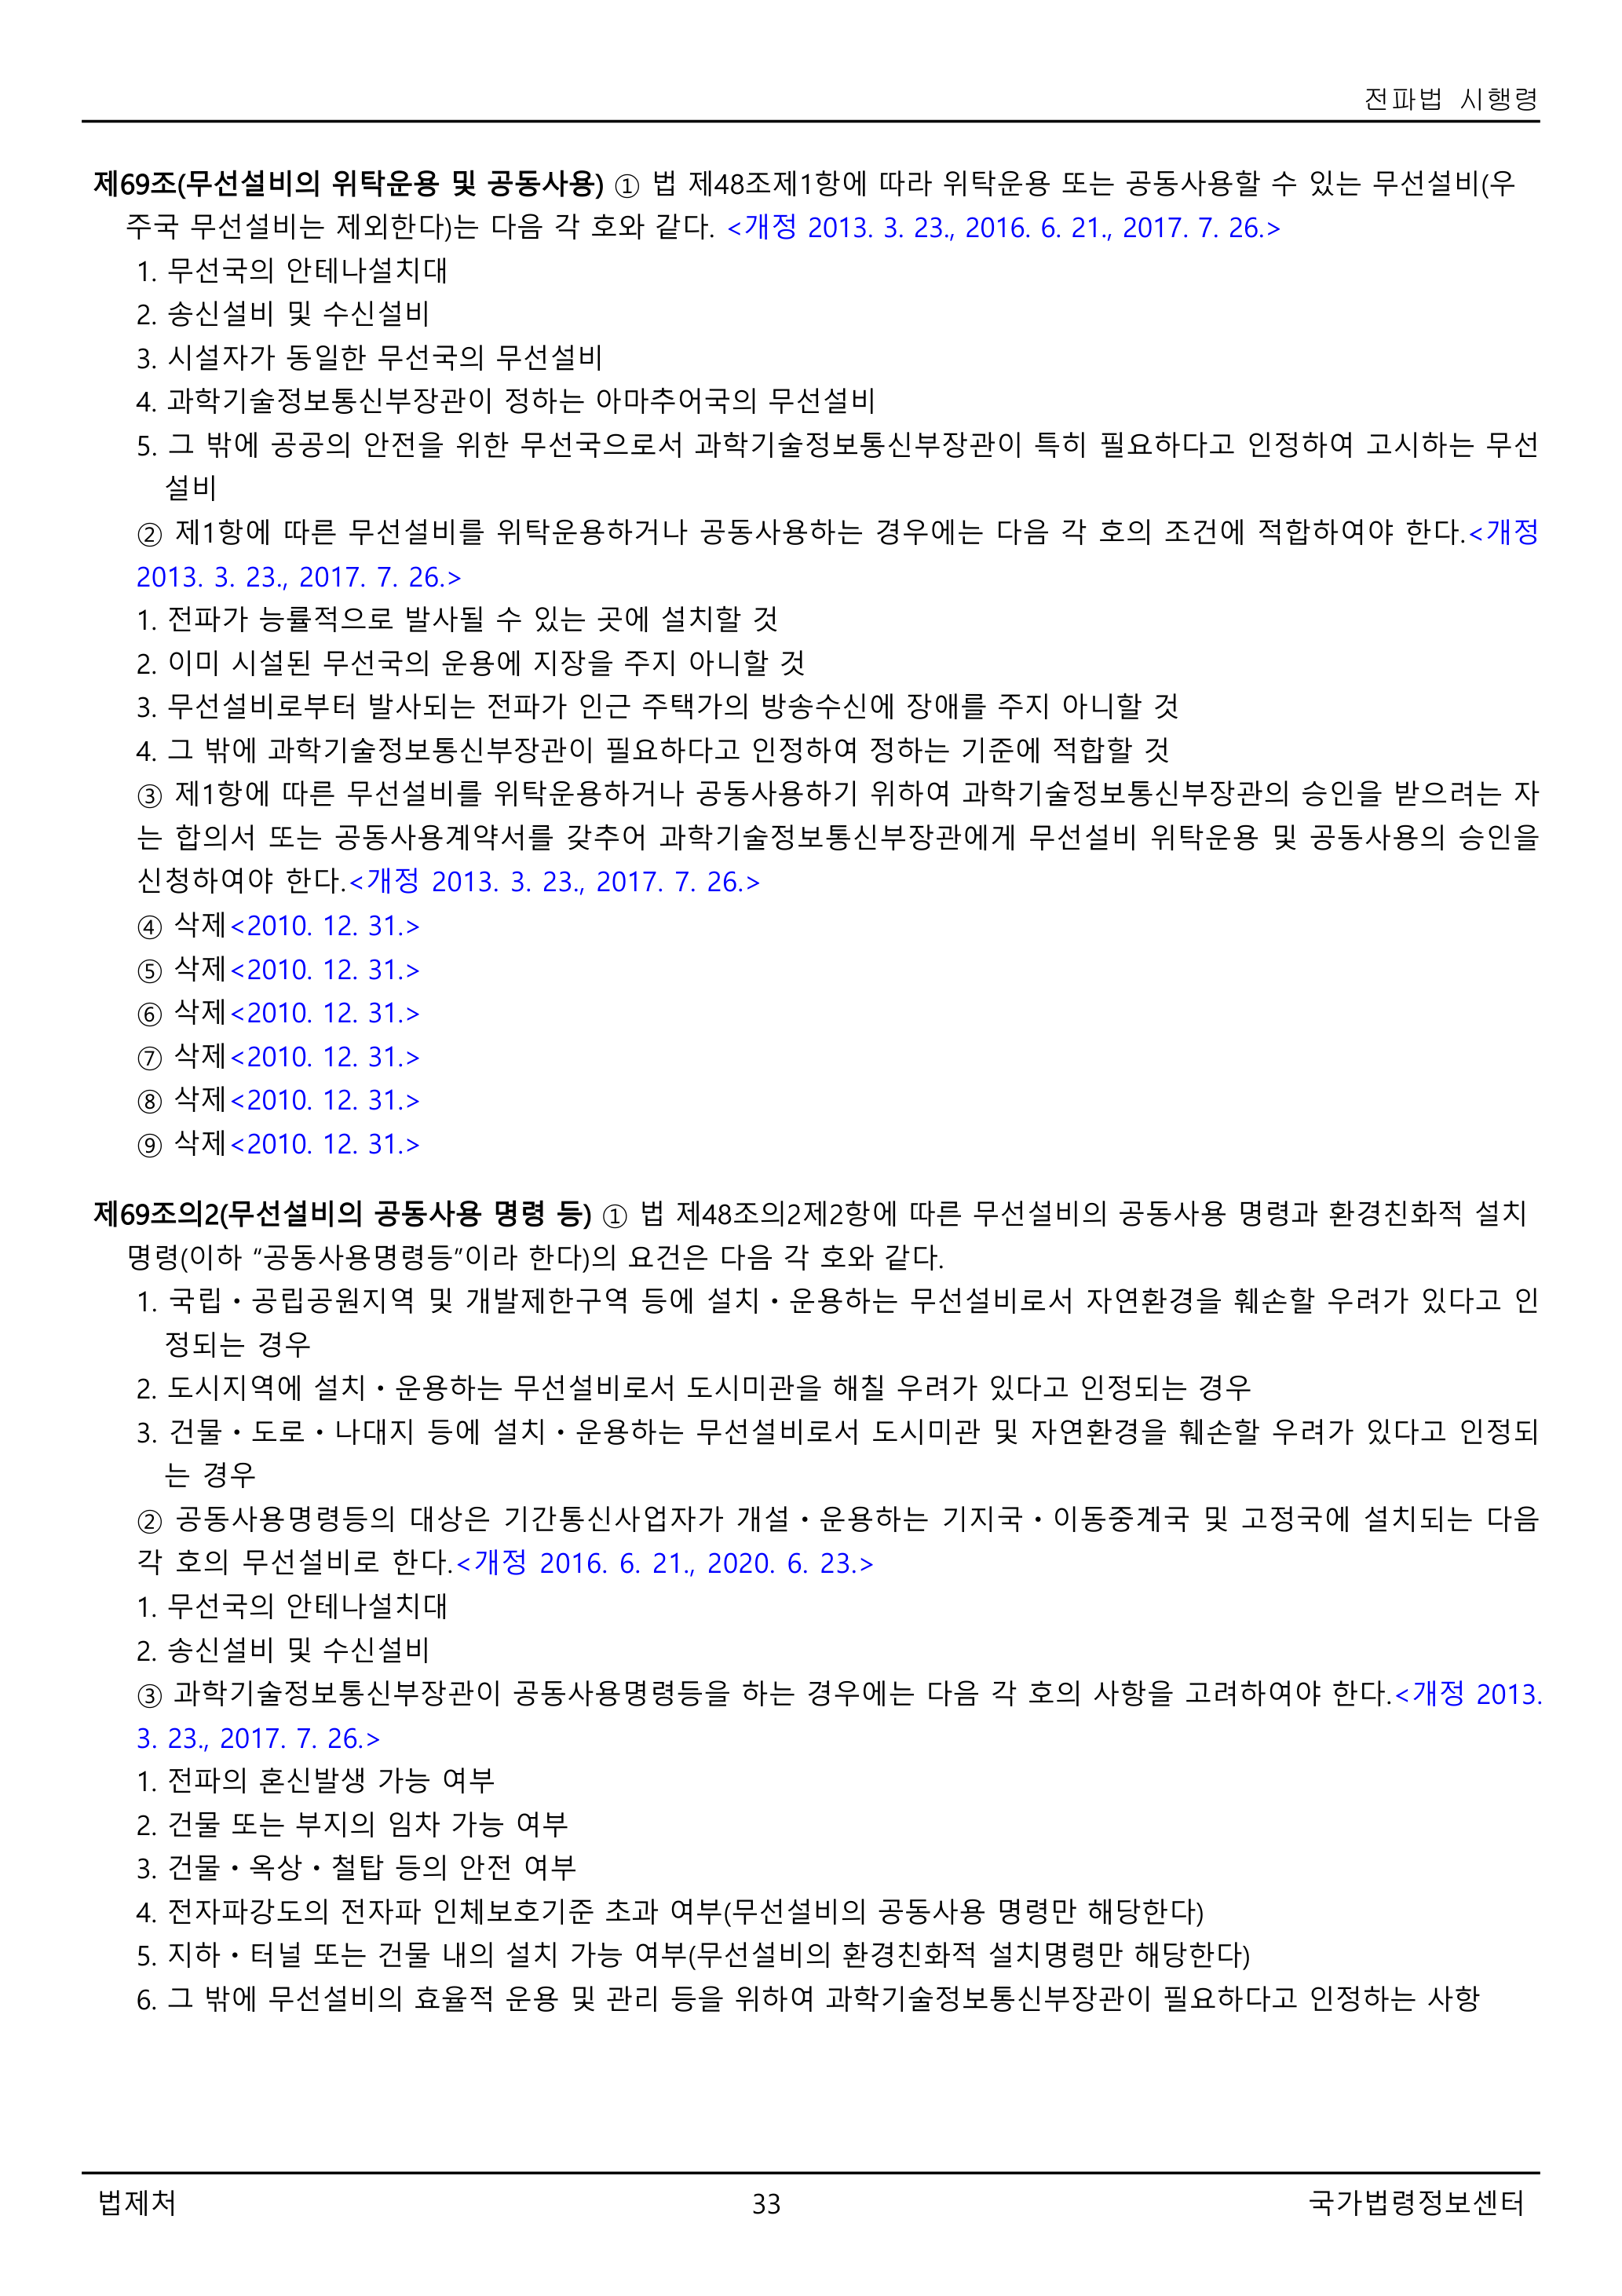 전파법 시행령
제69조(무선설비의 위탁운용 및 공동사용) ① 법 제48조제1항에 따라 위탁운용 또는 공동사용할 수 있는 무선설비(우
주국 무선설비는 제외한다)는 다음 각 호와 같다. <개정 2013. 3. 23., 2016. 6. 21., 2017. 7. 26.>
1. 무선국의 안테나설치대
2. 송신설비 및 수신설비
3. 시설자가 동일한 무선국의 무선설비
4. 과학기술정보통신부장관이 정하는 아마추어국의 무선설비
5. 그 밖에 공공의 안전을 위한 무선국으로서 과학기술정보통신부장관이 특히 필요하다고 인정하여 고시하는 무선
설비
② 제1항에 따른 무선설비를 위탁운용하거나 공동사용하는 경우에는 다음 각 호의 조건에 적합하여야 한다.<개정
2013. 3. 23., 2017. 7. 26.>
1. 전파가 능률적으로 발사될 수 있는 곳에 설치할 것
2. 이미 시설된 무선국의 운용에 지장을 주지 아니할 것
3. 무선설비로부터 발사되는 전파가 인근 주택가의 방송수신에 장애를 주지 아니할 것
4. 그 밖에 과학기술정보통신부장관이 필요하다고 인정하여 정하는 기준에 적합할 것
③ 제1항에 따른 무선설비를 위탁운용하거나 공동사용하기 위하여 과학기술정보통신부장관의 승인을 받으려는 자
는 합의서 또는 공동사용계약서를 갖추어 과학기술정보통신부장관에게 무선설비 위탁운용 및 공동사용의 승인을
신청하여야 한다.<개정 2013. 3. 23., 2017. 7. 26.>
④ 삭제<2010. 12. 31.>
⑤ 삭제<2010. 12. 31.>
⑥ 삭제<2010. 12. 31.>
⑦ 삭제<2010. 12. 31.>
⑧ 삭제<2010. 12. 31.>
⑨ 삭제<2010. 12. 31.>
제69조의2(무선설비의 공동사용 명령 등) ① 법 제48조의2제2항에 따른 무선설비의 공동사용 명령과 환경친화적 설치
명령(이하 “공동사용명령등”이라 한다)의 요건은 다음 각 호와 같다.
1. 국립ㆍ공립공원지역 및 개발제한구역 등에 설치ㆍ운용하는 무선설비로서 자연환경을 훼손할 우려가 있다고 인
정되는 경우
2. 도시지역에 설치ㆍ운용하는 무선설비로서 도시미관을 해칠 우려가 있다고 인정되는 경우
3. 건물ㆍ도로ㆍ나대지 등에 설치ㆍ운용하는 무선설비로서 도시미관 및 자연환경을 훼손할 우려가 있다고 인정되
는 경우
② 공동사용명령등의 대상은 기간통신사업자가 개설ㆍ운용하는 기지국ㆍ이동중계국 및 고정국에 설치되는 다음
각 호의 무선설비로 한다.<개정 2016. 6. 21., 2020. 6. 23.>
1. 무선국의 안테나설치대
2. 송신설비 및 수신설비
③ 과학기술정보통신부장관이 공동사용명령등을 하는 경우에는 다음 각 호의 사항을 고려하여야 한다.<개정 2013.
3. 23., 2017. 7. 26.>
1. 전파의 혼신발생 가능 여부
2. 건물 또는 부지의 임차 가능 여부
3. 건물ㆍ옥상ㆍ철탑 등의 안전 여부
4. 전자파강도의 전자파 인체보호기준 초과 여부(무선설비의 공동사용 명령만 해당한다)
5. 지하ㆍ터널 또는 건물 내의 설치 가능 여부(무선설비의 환경친화적 설치명령만 해당한다)
6. 그 밖에 무선설비의 효율적 운용 및 관리 등을 위하여 과학기술정보통신부장관이 필요하다고 인정하는 사항
법제처
33
국가법령정보센터